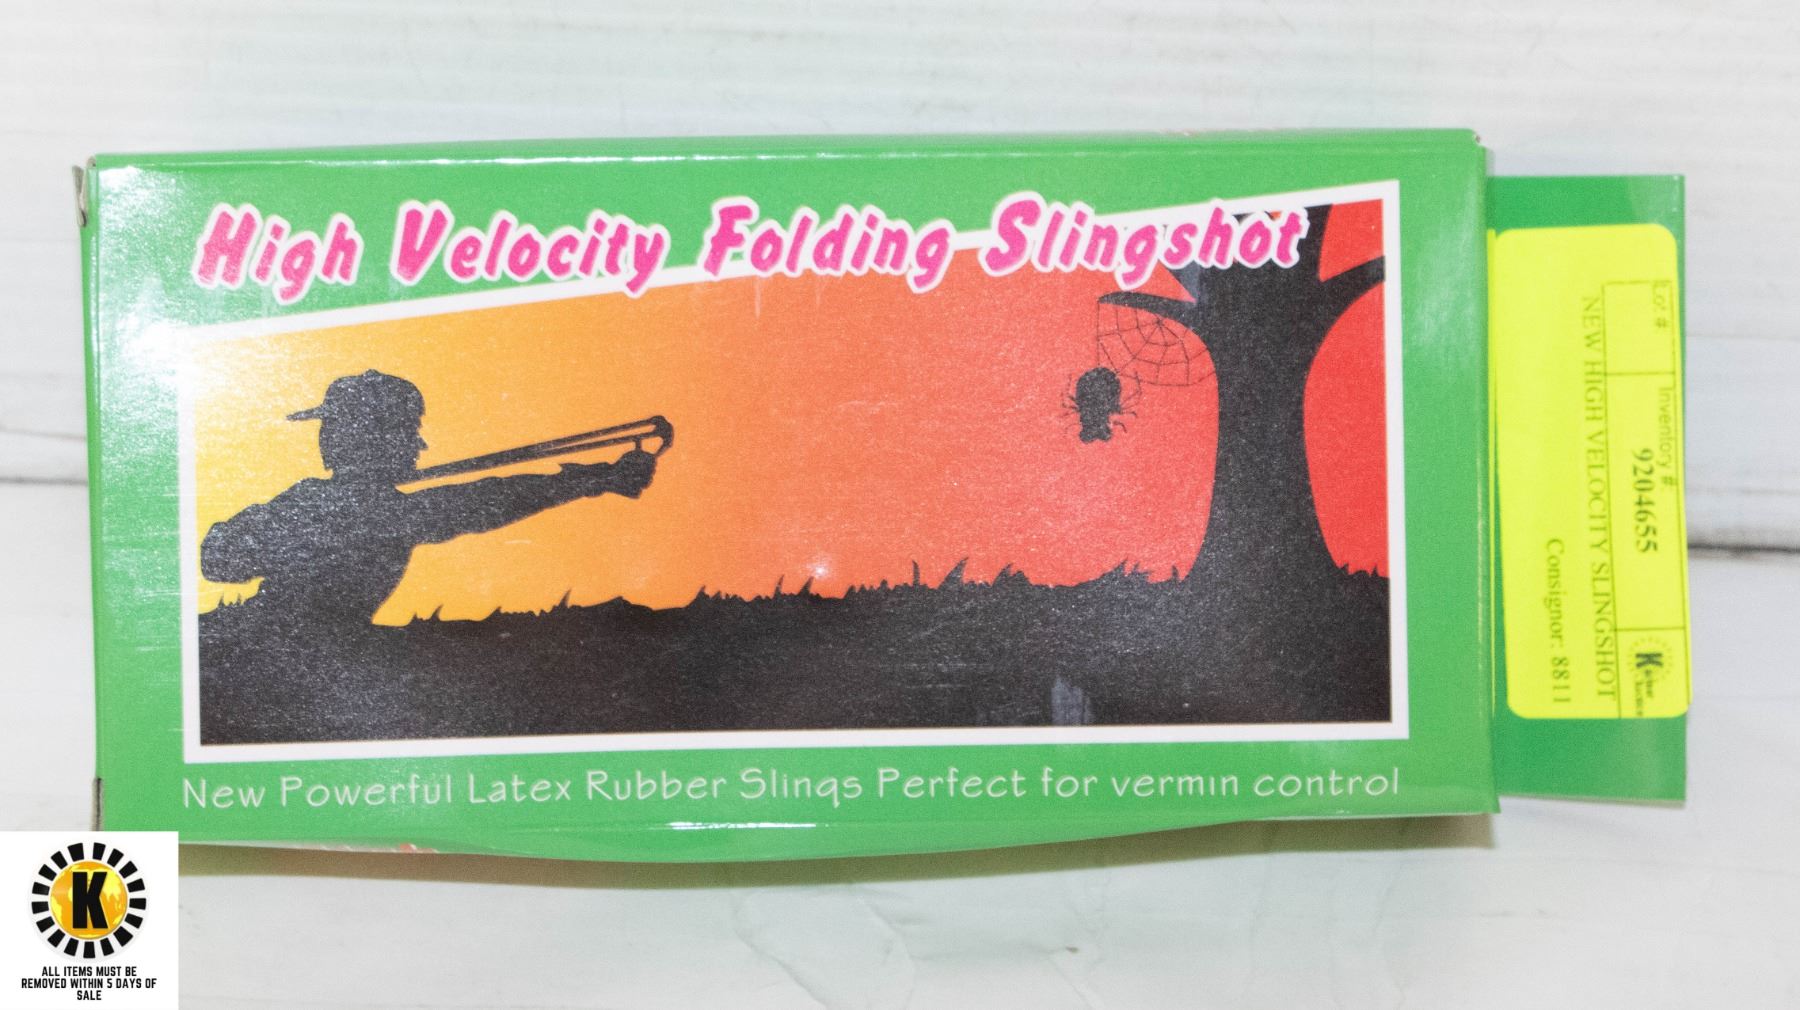 High Velocity Folding Slingshot
New Powerful Latex Rubber Slings Perfect for vermin control
Lot #
Inventory #:
9204655
NEW HIGH VELOCITY SLINGSHOT
Consignor: 8811
K
ALL ITEMS MUST BE
REMOVED WITHIN 5 DAYS OF
SALE